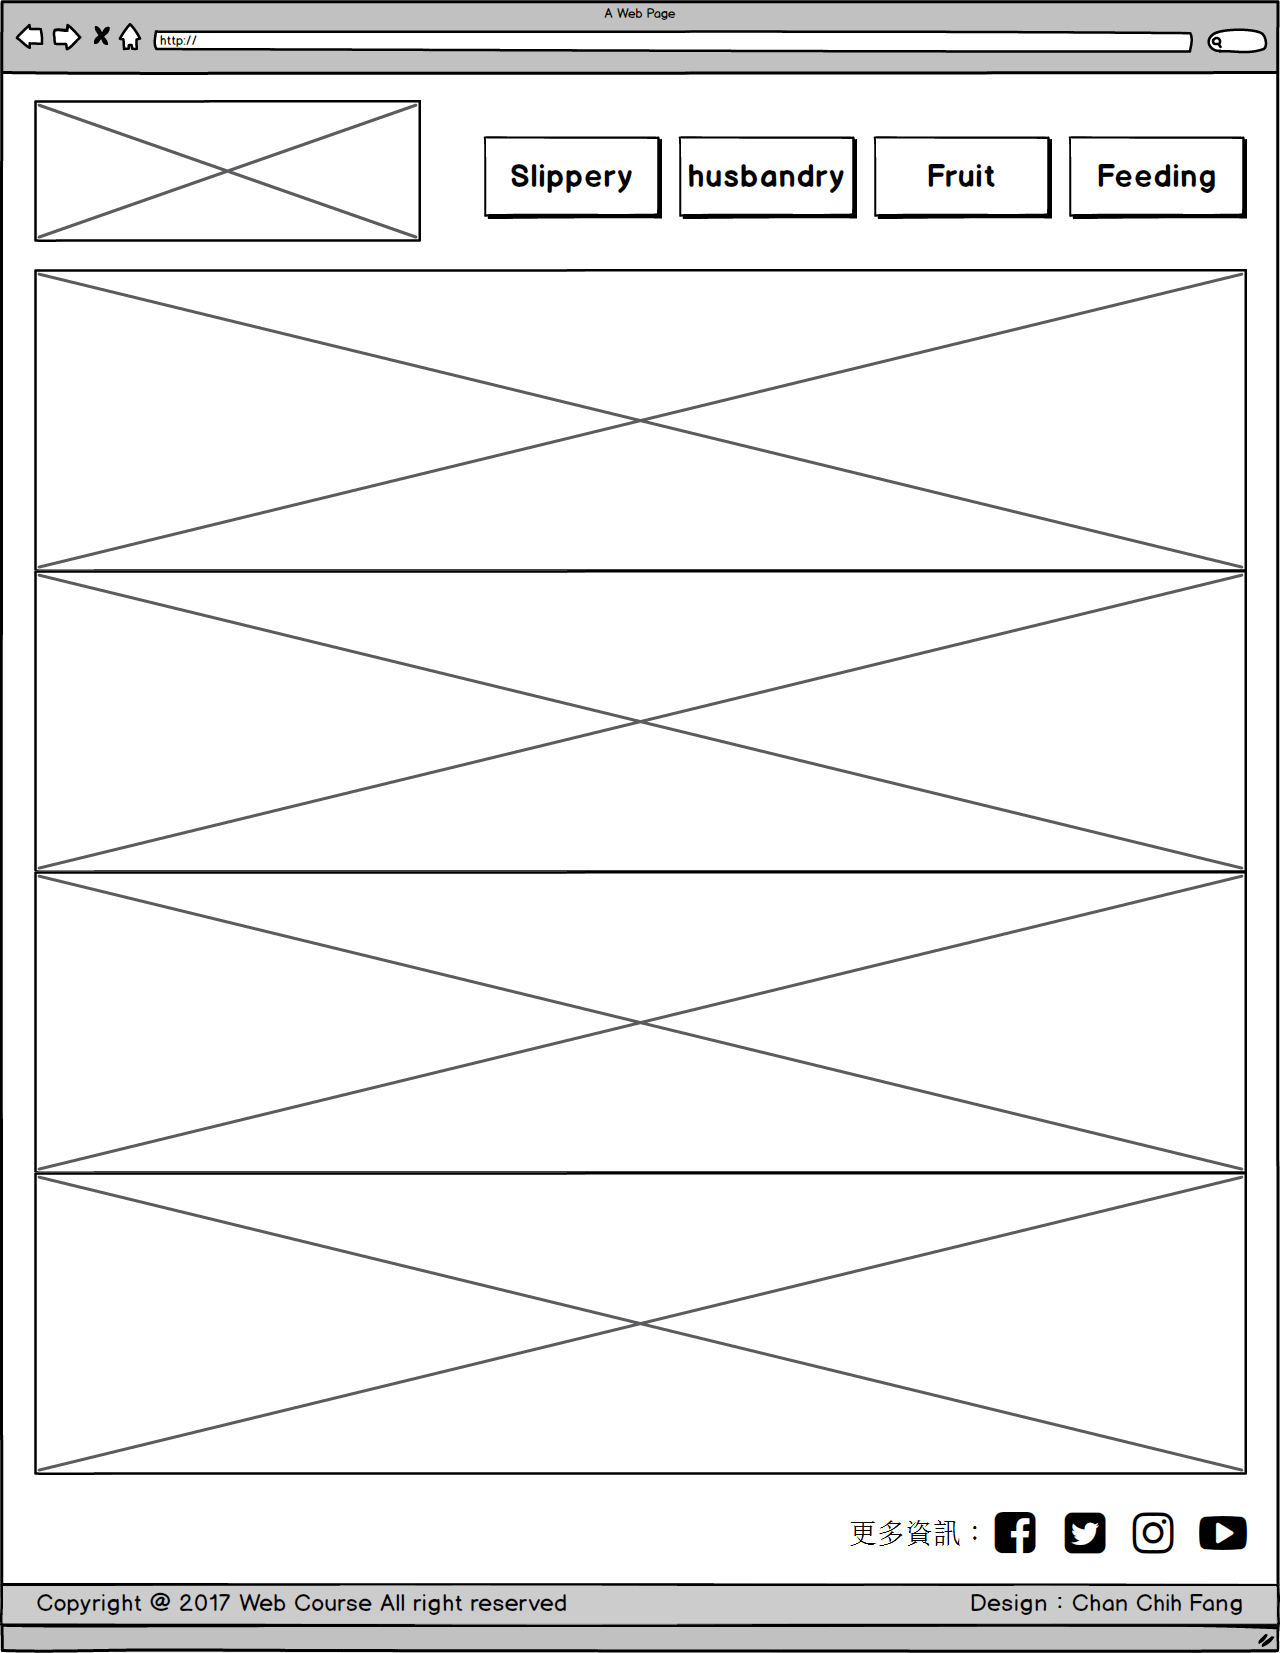 A Web Page
http://
Slippery
husbandry
Fruit
Feeding
更多資訊：
Copyright @ 2017 Web Course All right reserved
Design：Chan Chih Fang